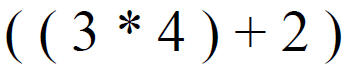 ( ( 3 * 4 ) + 2 )